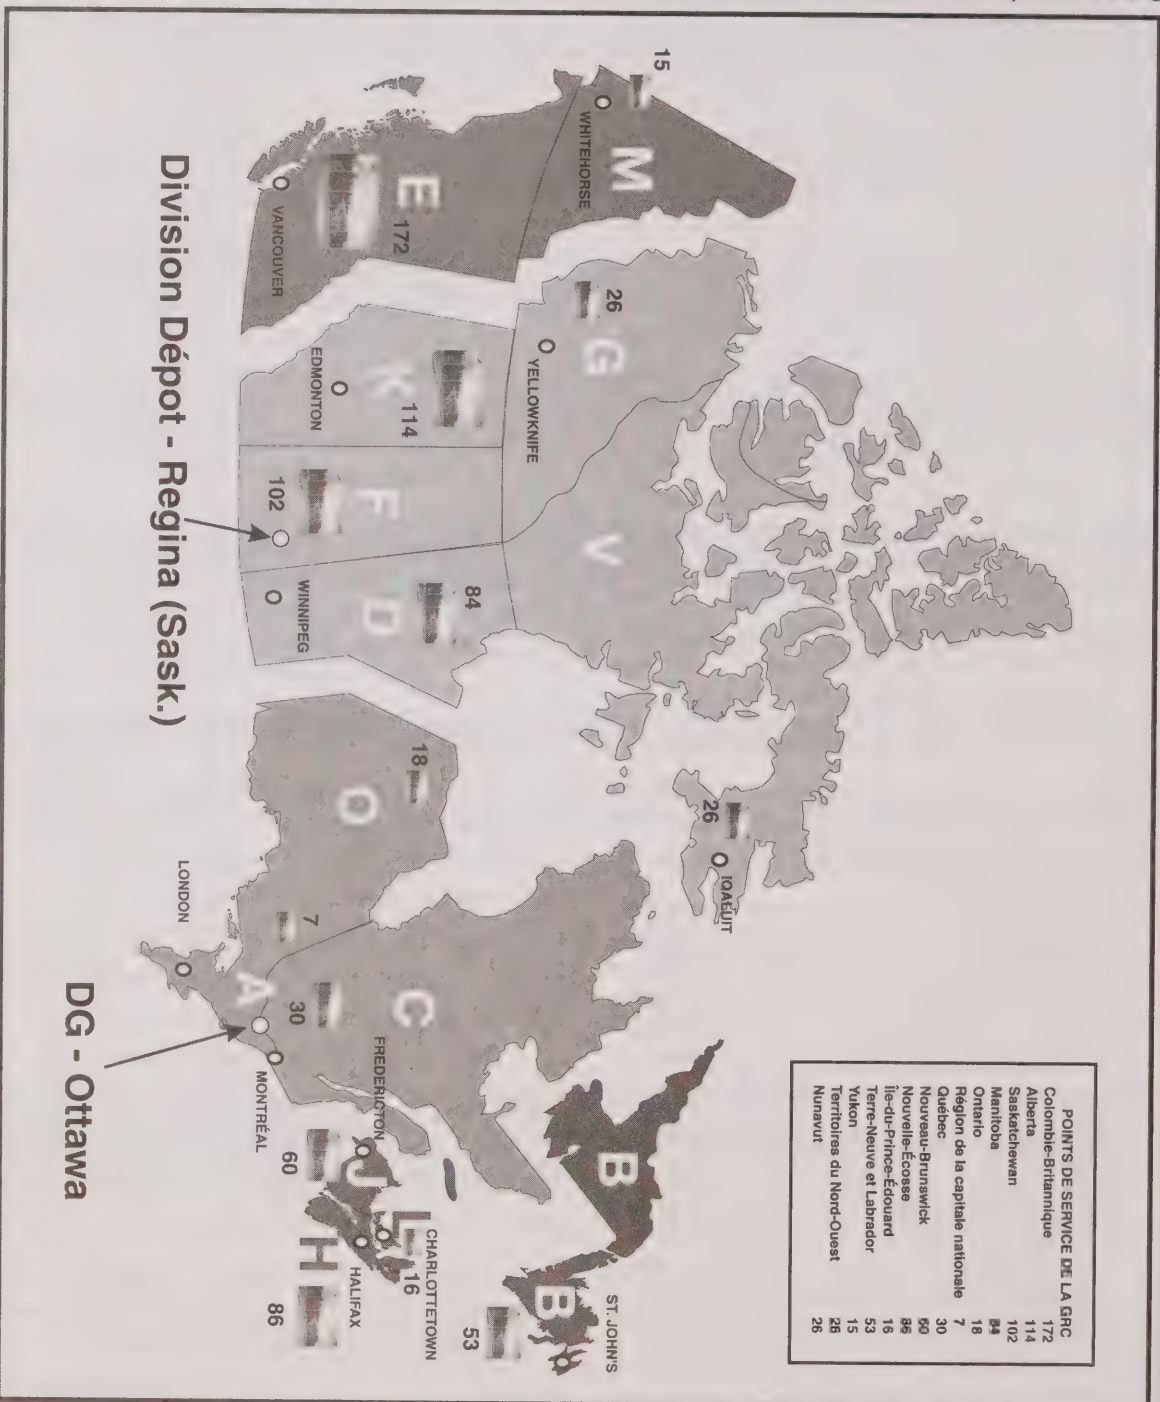 POINTS DE SERVICE DE LA GRC
Colombie-Britannique 172
Alberta 114
Saskatchewan 102
Manitoba 84
Ontario 18
Région de la capitale nationale 7
Québec 30
Nouveau-Brunswick 60
Nouvelle-Écosse 86
Île-du-Prince-Édouard 16
Terre-Neuve et Labrador 53
Yukon 15
Territoires du Nord-Ouest 26
Nunavut 26
15
WHITEHORSE
M
E
172
VANCOUVER
26
G
YELLOWKNIFE
V
26
IQALUIT
K
114
EDMONTON
F
102
84
D
WINNIPEG
18
O
7
LONDON
A
30
C
MONTRÉAL
FREDERICTON
J
60
L
16
CHARLOTTETOWN
H
HALIFAX
86
B
B
53
ST. JOHN'S
Division Dépot - Regina (Sask.)
DG - Ottawa